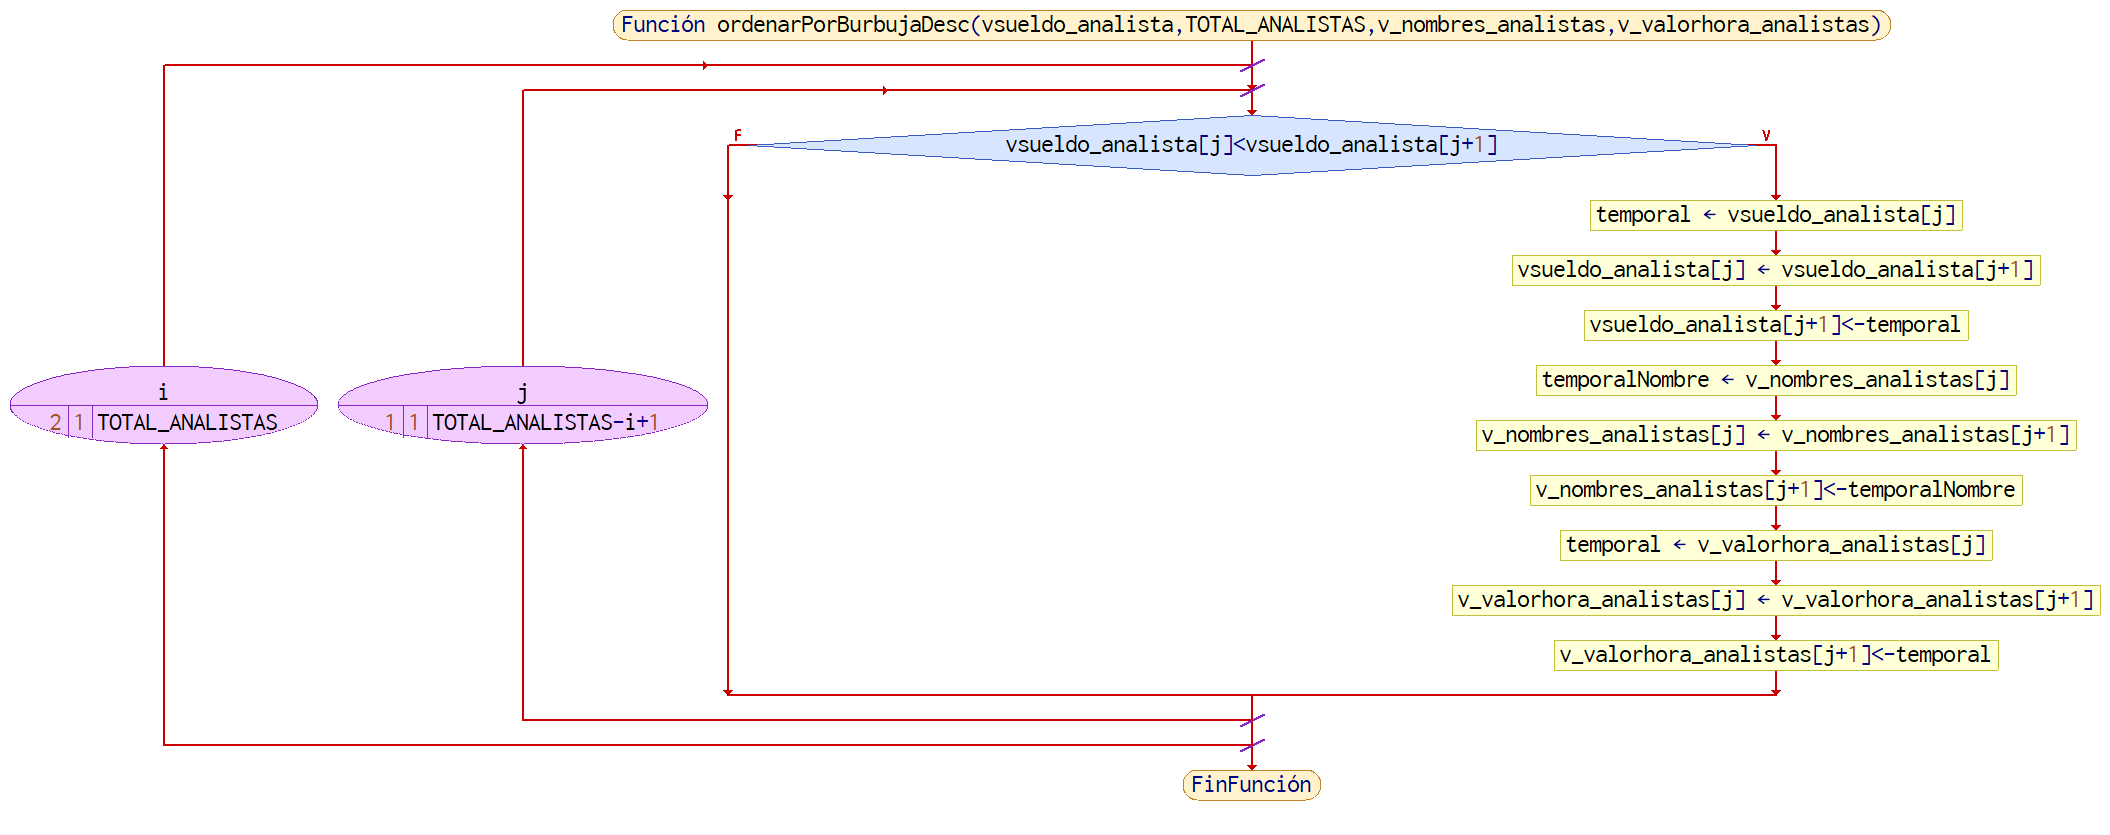 Función ordenarPorBurbujaDesc(vsueldo_analista,TOTAL_ANALISTAS,v_nombres_analistas,v_valorhora_analistas)
F
vsueldo_analista[j]<vsueldo_analista[j+1]
V
temporal ← vsueldo_analista[j]
vsueldo_analista[j] ← vsueldo_analista[j+1]
vsueldo_analista[j+1]<-temporal
temporalNombre ← v_nombres_analistas[j]
i
2 1 TOTAL_ANALISTAS
j
1 1 TOTAL_ANALISTAS-i+1
v_nombres_analistas[j] ← v_nombres_analistas[j+1]
v_nombres_analistas[j+1]<-temporalNombre
temporal ← v_valorhora_analistas[j]
v_valorhora_analistas[j] ← v_valorhora_analistas[j+1]
v_valorhora_analistas[j+1]<-temporal
FinFunción